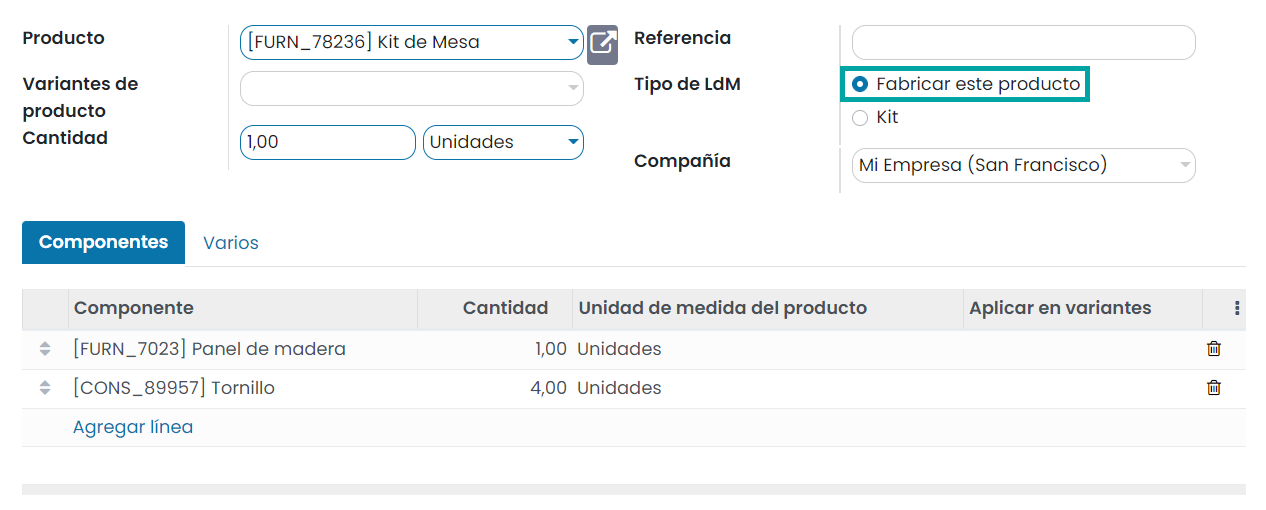 Producto [FURN_78236] Kit de Mesa Referencia
Variantes de producto Tipo de LdM Fabricar este producto
Kit
Cantidad 1,00 Unidades
Compañía Mi Empresa (San Francisco)
Componentes Varios
Componente Cantidad Unidad de medida del producto Aplicar en variantes
[FURN_7023] Panel de madera 1,00 Unidades
[CONS_89957] Tornillo 4,00 Unidades
Agregar línea